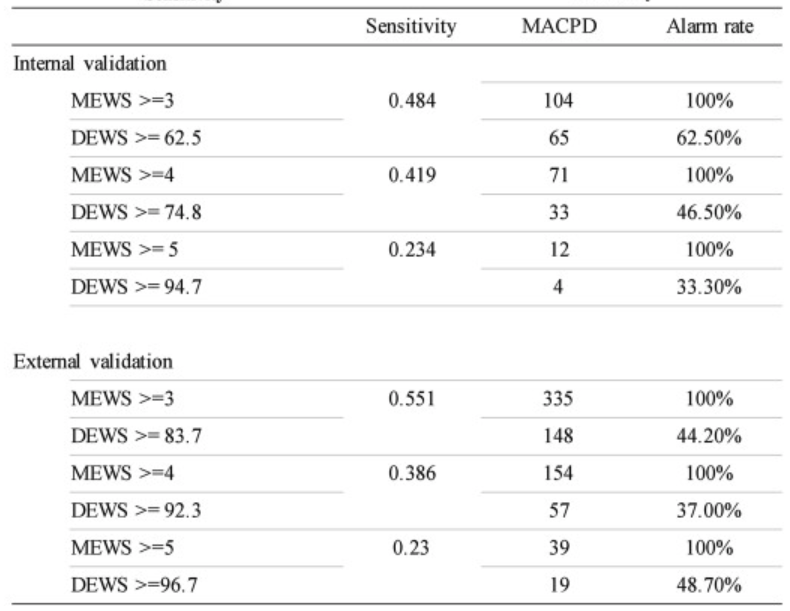 Sensitivity MACPD Alarm rate
Internal validation
MEWS >=3 0.484 104 100%
DEWS >= 62.5 65 62.50%
MEWS >=4 0.419 71 100%
DEWS >= 74.8 33 46.50%
MEWS >= 5 0.234 12 100%
DEWS >= 94.7 4 33.30%
External validation
MEWS >=3 0.551 335 100%
DEWS >= 83.7 148 44.20%
MEWS >=4 0.386 154 100%
DEWS >= 92.3 57 37.00%
MEWS >=5 0.23 39 100%
DEWS >=96.7 19 48.70%